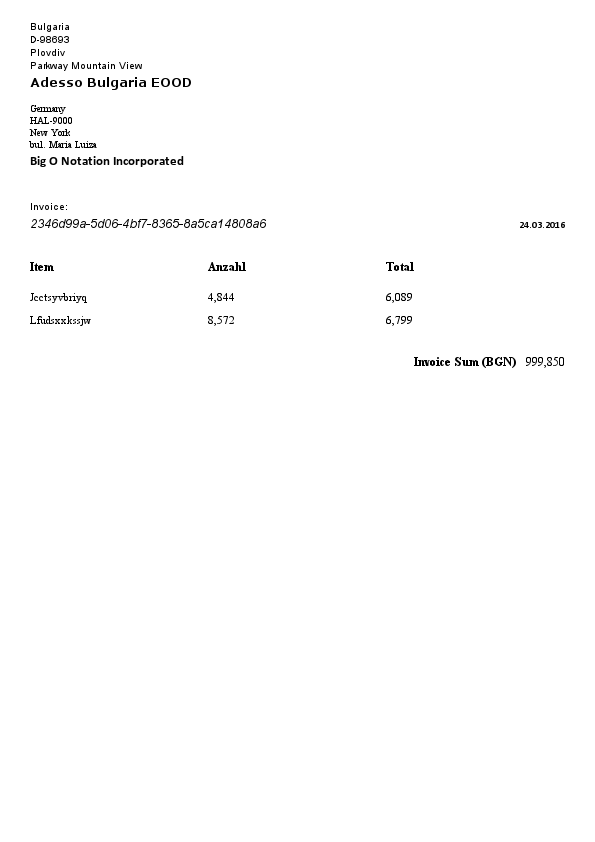 Bulgaria
D-98693
Plovdiv
Parkway Mountain View
Adesso Bulgaria EOOD
Germany
HAL-9000
New York
bul. Maria Luiza
Big O Notation Incorporated
Invoice:
2346d99a-5d06-4bf7-8365-8a5ca14808a6 24.03.2016
Item Anzahl Total
Jcctsyvbriyq 4,844 6,089
Lfudsxxkssjw 8,572 6,799
Invoice Sum (BGN) 999,850